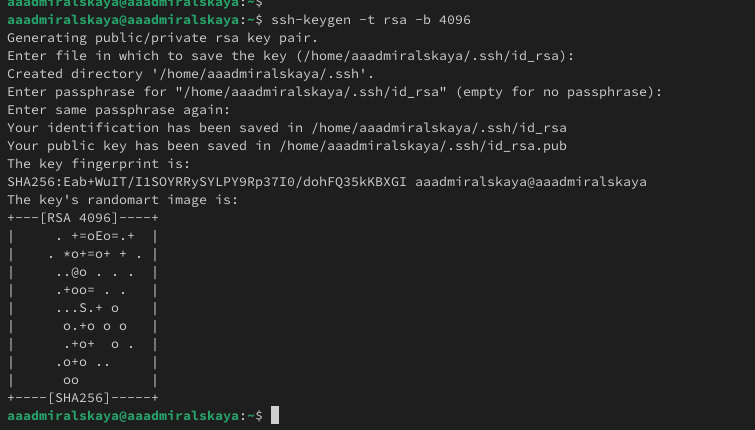 aaadmiralskaya@aaadmiralskaya:~$
aaadmiralskaya@aaadmiralskaya:~$ ssh-keygen -t rsa -b 4096
Generating public/private rsa key pair.
Enter file in which to save the key (/home/aaadmiralskaya/.ssh/id_rsa):
Created directory '/home/aaadmiralskaya/.ssh'.
Enter passphrase for "/home/aaadmiralskaya/.ssh/id_rsa" (empty for no passphrase):
Enter same passphrase again:
Your identification has been saved in /home/aaadmiralskaya/.ssh/id_rsa
Your public key has been saved in /home/aaadmiralskaya/.ssh/id_rsa.pub
The key fingerprint is:
SHA256:Eab+WuIT/I1SOYRRySYLPY9Rp37I0/dohFQ35kKBXGI aaadmiralskaya@aaadmiralskaya
The key's randomart image is:
+---[RSA 4096]----+
|     . +=oEo=.+  |
|    . *o+=o+ + . |
|     ..@o . . .  |
|     .+oo= . .   |
|     ...S.+ o    |
|      o.+o o o   |
|      .+o+  o .  |
|     .o+o ..     |
|      oo         |
+----[SHA256]-----+
aaadmiralskaya@aaadmiralskaya:~$